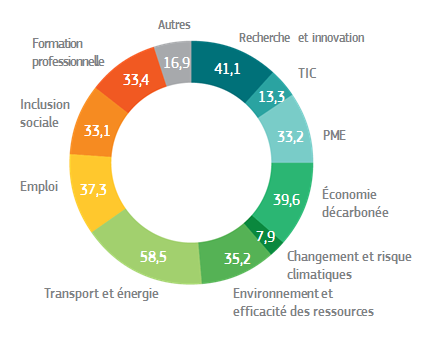 Autres
16,9
Recherche et innovation
41,1
TIC
13,3
PME
33,2
Économie
décarbonée
39,6
Changement et risque
climatiques
7,9
Environnement et
efficacité des ressources
35,2
Transport et énergie
58,5
Emploi
37,3
Inclusion
sociale
33,1
Formation
professionnelle
33,4